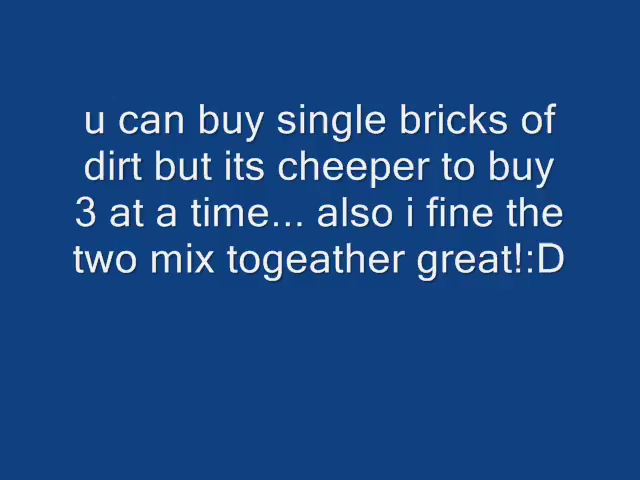 u can buy single bricks of
dirt but its cheeper to buy
3 at a time... also i fine the
two mix togeather great!:D